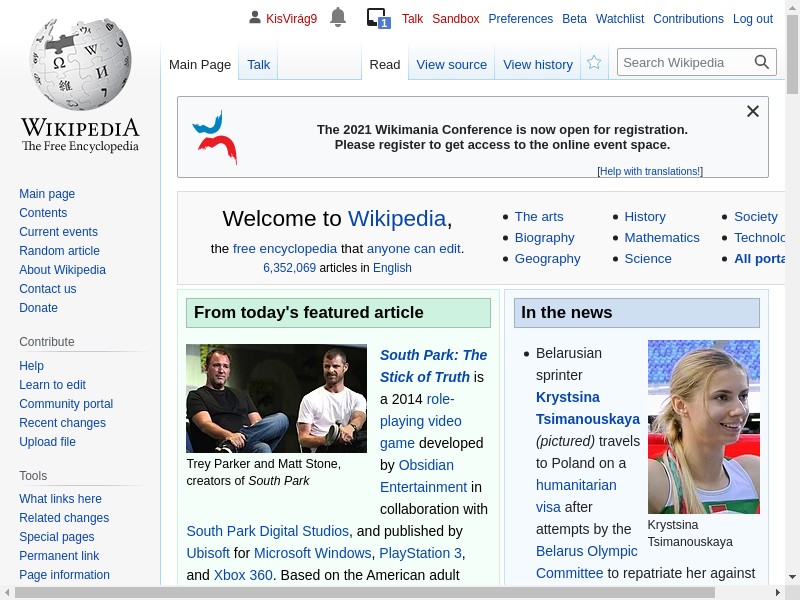 KisVirág9
1
Talk
Sandbox
Preferences
Beta
Watchlist
Contributions
Log out
Main Page
Talk
Read
View source
View history
Search Wikipedia
WIKIPEDIA
The Free Encyclopedia
The 2021 Wikimania Conference is now open for registration.
Please register to get access to the online event space.
[Help with translations!]
Main page
Contents
Current events
Random article
About Wikipedia
Contact us
Donate
Contribute
Help
Learn to edit
Community portal
Recent changes
Upload file
Tools
What links here
Related changes
Special pages
Permanent link
Page information
Welcome to Wikipedia,
the free encyclopedia that anyone can edit.
6,352,069 articles in English
The arts
Biography
Geography
History
Mathematics
Science
Society
Technolo
All porta
From today's featured article
South Park: The
Stick of Truth is
a 2014 role-
playing video
game developed
by Obsidian
Entertainment in
collaboration with
Trey Parker and Matt Stone,
creators of South Park
South Park Digital Studios, and published by
Ubisoft for Microsoft Windows, PlayStation 3,
and Xbox 360. Based on the American adult
In the news
Belarusian
sprinter
Krystsina
Tsimanouskaya
(pictured) travels
to Poland on a
humanitarian
visa after
attempts by the
Belarus Olympic
Committee to repatriate her against
Krystsina
Tsimanouskaya